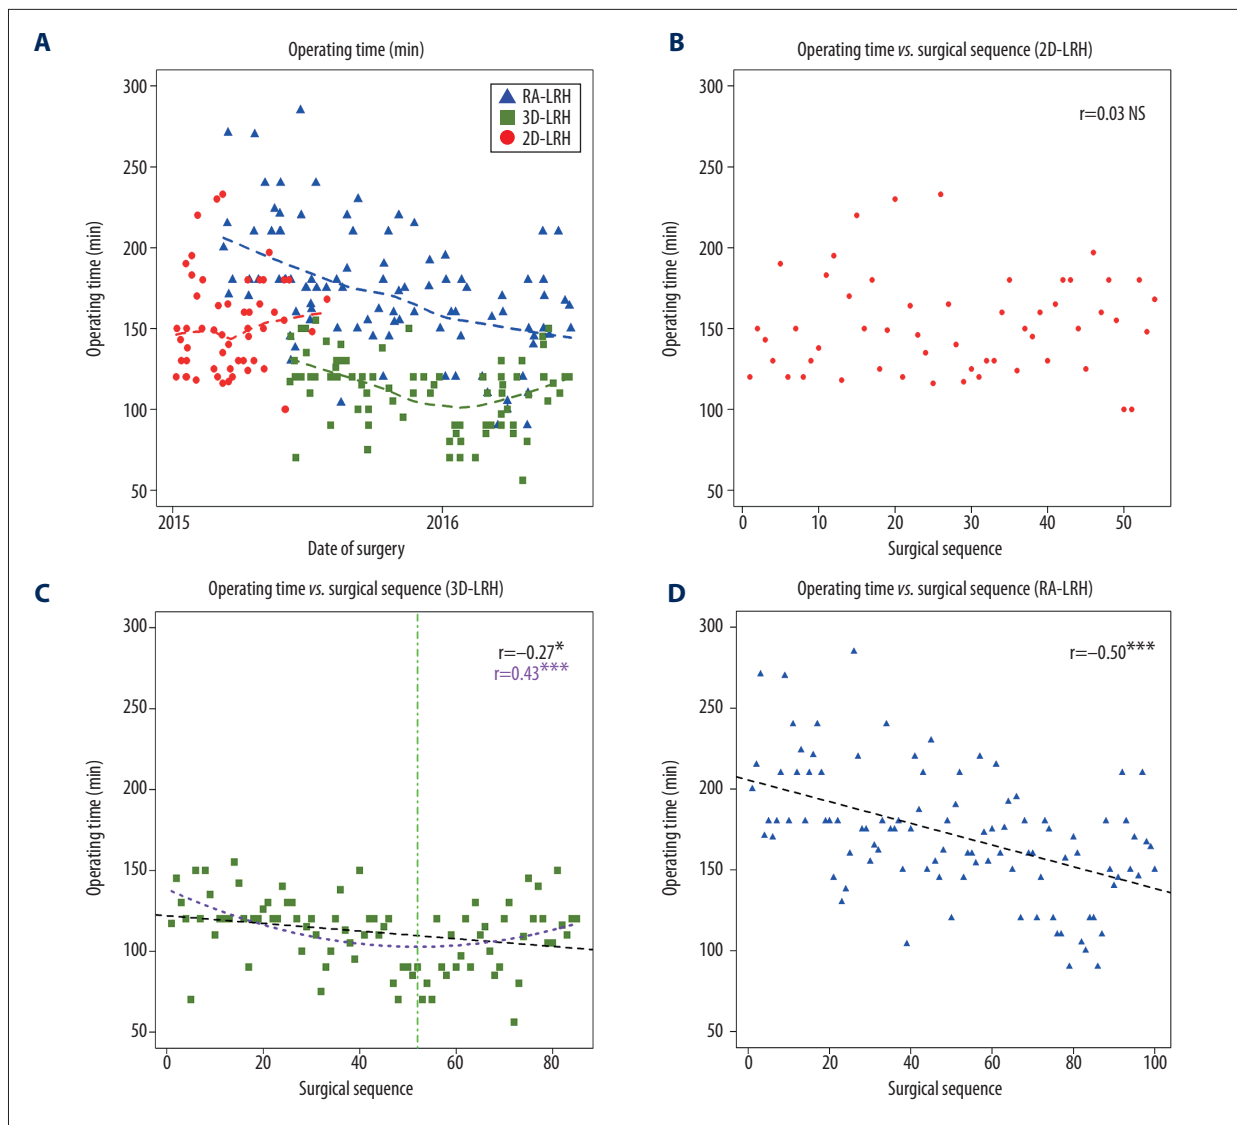 A
Operating time (min)
300
250
200
150
100
50
Operating time (min)
RA-LRH
3D-LRH
2D-LRH
2015
2016
Date of surgery
B
Operating time vs. surgical sequence (2D-LRH)
r=0.03 NS
300
250
200
150
100
50
Operating time (min)
0 10 20 30 40 50
Surgical sequence
C
Operating time vs. surgical sequence (3D-LRH)
r=−0.27*
r=0.43***
300
250
200
150
100
50
Operating time (min)
0 20 40 60 80
Surgical sequence
D
Operating time vs. surgical sequence (RA-LRH)
r=−0.50***
300
250
200
150
100
50
Operating time (min)
0 20 40 60 80 100
Surgical sequence